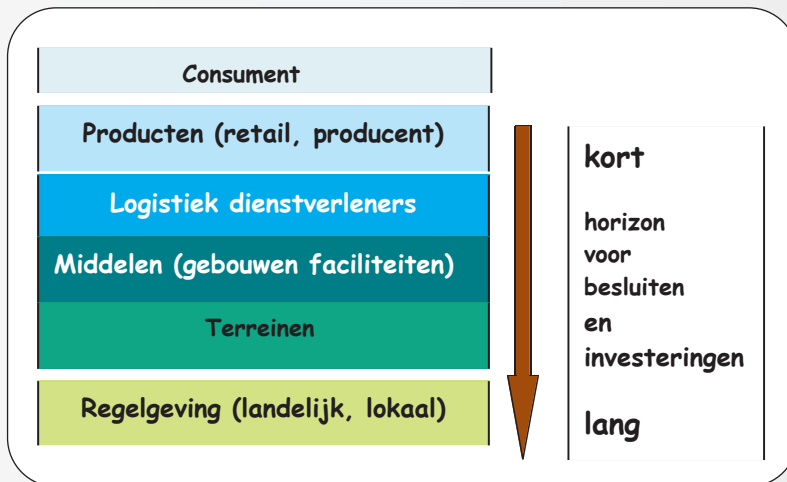 Consument
Producten (retail, producent)
Logistiek dienstverleners
Middelen (gebouwen faciliteiten)
Terreinen
Regelgeving (landelijk, lokaal)
kort
horizon
voor
besluiten
en
investeringen
lang